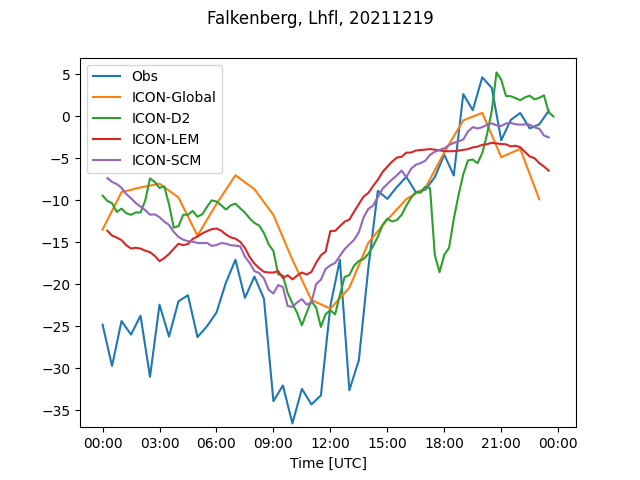 Falkenberg, Lhfl, 20211219
Obs
ICON-Global
ICON-D2
ICON-LEM
ICON-SCM
5
0
−5
−10
−15
−20
−25
−30
−35
00:00 03:00 06:00 09:00 12:00 15:00 18:00 21:00 00:00
Time [UTC]